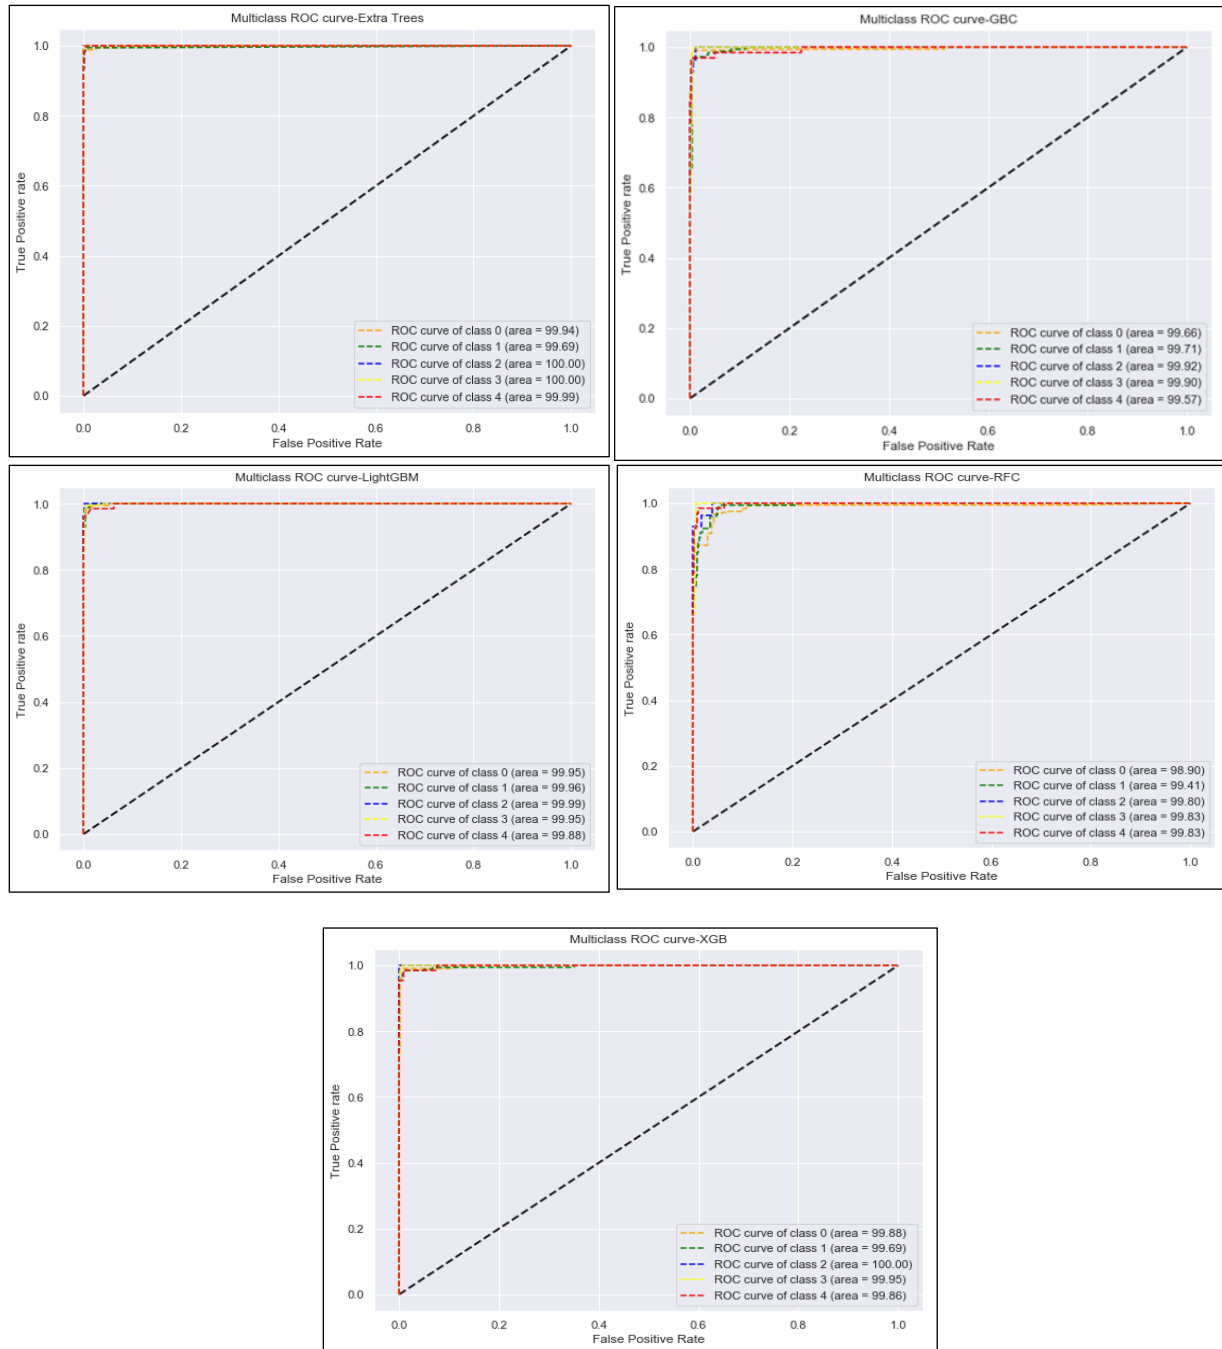 Multiclass ROC curve-Extra Trees
1.0
0.8
0.6
0.4
0.2
0.0
True Positive rate
ROC curve of class 0 (area = 99.94)
ROC curve of class 1 (area = 99.69)
ROC curve of class 2 (area = 100.00)
ROC curve of class 3 (area = 100.00)
ROC curve of class 4 (area = 99.99)
0.0 0.2 0.4 0.6 0.8 1.0
False Positive Rate
Multiclass ROC curve-GBC
1.0
0.8
0.6
0.4
0.2
0.0
True Positive rate
ROC curve of class 0 (area = 99.66)
ROC curve of class 1 (area = 99.71)
ROC curve of class 2 (area = 99.92)
ROC curve of class 3 (area = 99.90)
ROC curve of class 4 (area = 99.57)
0.0 0.2 0.4 0.6 0.8 1.0
False Positive Rate
Multiclass ROC curve-LightGBM
1.0
0.8
0.6
0.4
0.2
0.0
True Positive rate
ROC curve of class 0 (area = 99.95)
ROC curve of class 1 (area = 99.96)
ROC curve of class 2 (area = 99.99)
ROC curve of class 3 (area = 99.95)
ROC curve of class 4 (area = 99.88)
0.0 0.2 0.4 0.6 0.8 1.0
False Positive Rate
Multiclass ROC curve-RFC
1.0
0.8
0.6
0.4
0.2
0.0
True Positive rate
ROC curve of class 0 (area = 98.90)
ROC curve of class 1 (area = 99.41)
ROC curve of class 2 (area = 99.80)
ROC curve of class 3 (area = 99.83)
ROC curve of class 4 (area = 99.83)
0.0 0.2 0.4 0.6 0.8 1.0
False Positive Rate
Multiclass ROC curve-XGB
1.0
0.8
0.6
0.4
0.2
0.0
True Positive rate
ROC curve of class 0 (area = 99.88)
ROC curve of class 1 (area = 99.69)
ROC curve of class 2 (area = 100.00)
ROC curve of class 3 (area = 99.95)
ROC curve of class 4 (area = 99.86)
0.0 0.2 0.4 0.6 0.8 1.0
False Positive Rate